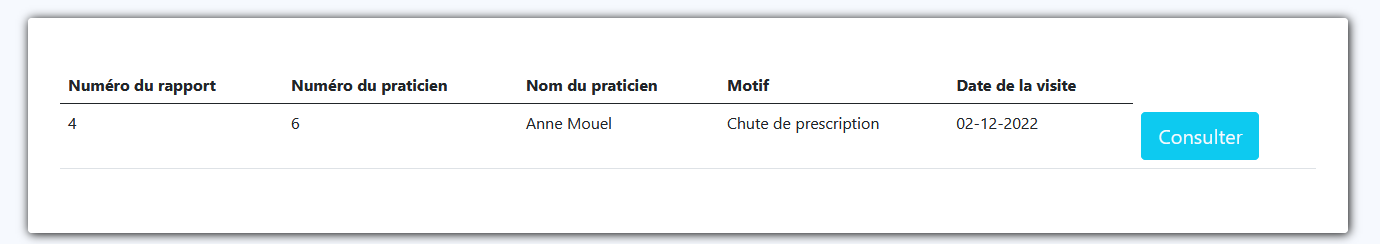 Numéro du rapport Numéro du praticien Nom du praticien Motif Date de la visite
4 6 Anne Mouel Chute de prescription 02-12-2022 Consulter